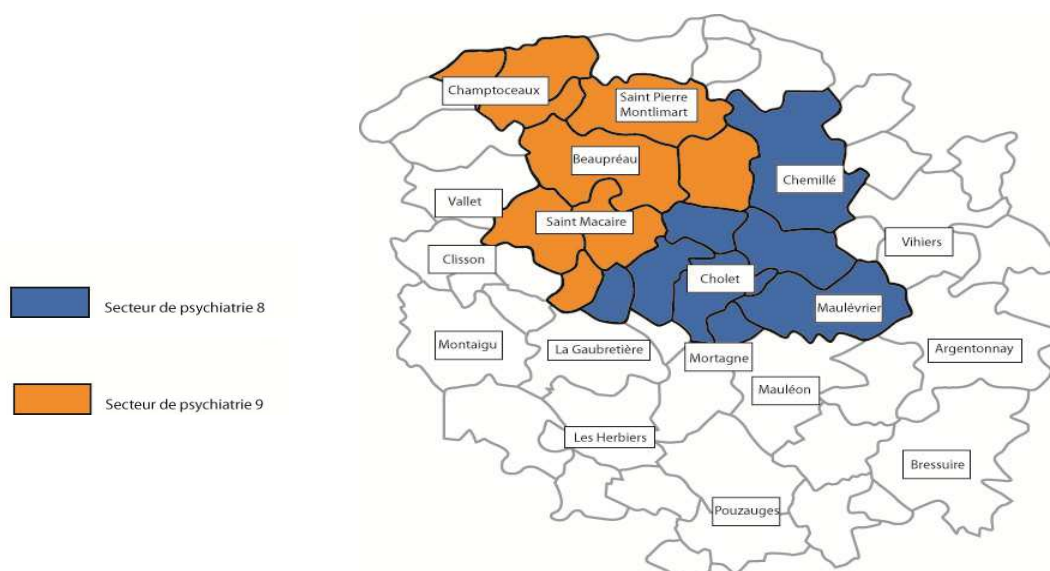 Champtoceaux
Saint Pierre
Montlimart
Beaupréau
Chemillé
Vallet
Saint Macaire
Vihiers
Clisson
Cholet
Secteur de psychiatrie 8
Maulévrier
Montaigu
La Gaubretière
Mortagne
Argentonnay
Mauléon
Secteur de psychiatrie 9
Les Herbiers
Bressuire
Pouzauges